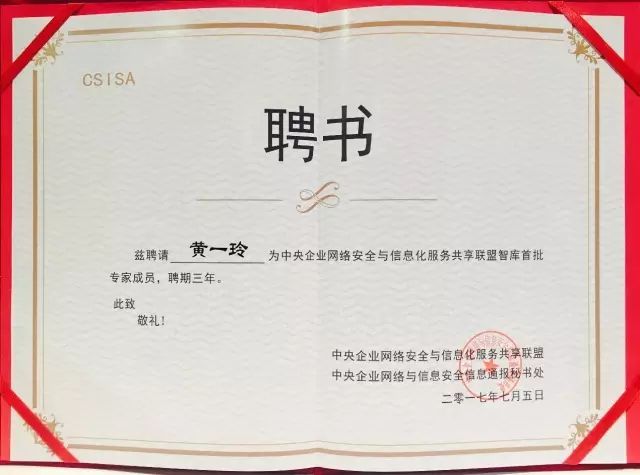 CSISA
聘书
兹聘请 黄一玲 为中央企业网络安全与信息化服务共享联盟智库首批
专家成员，聘期三年。
此致
敬礼！
中央企业网络安全与信息化服务共享联盟
中央企业网络与信息安全信息通报秘书处
二零一七年七月五日